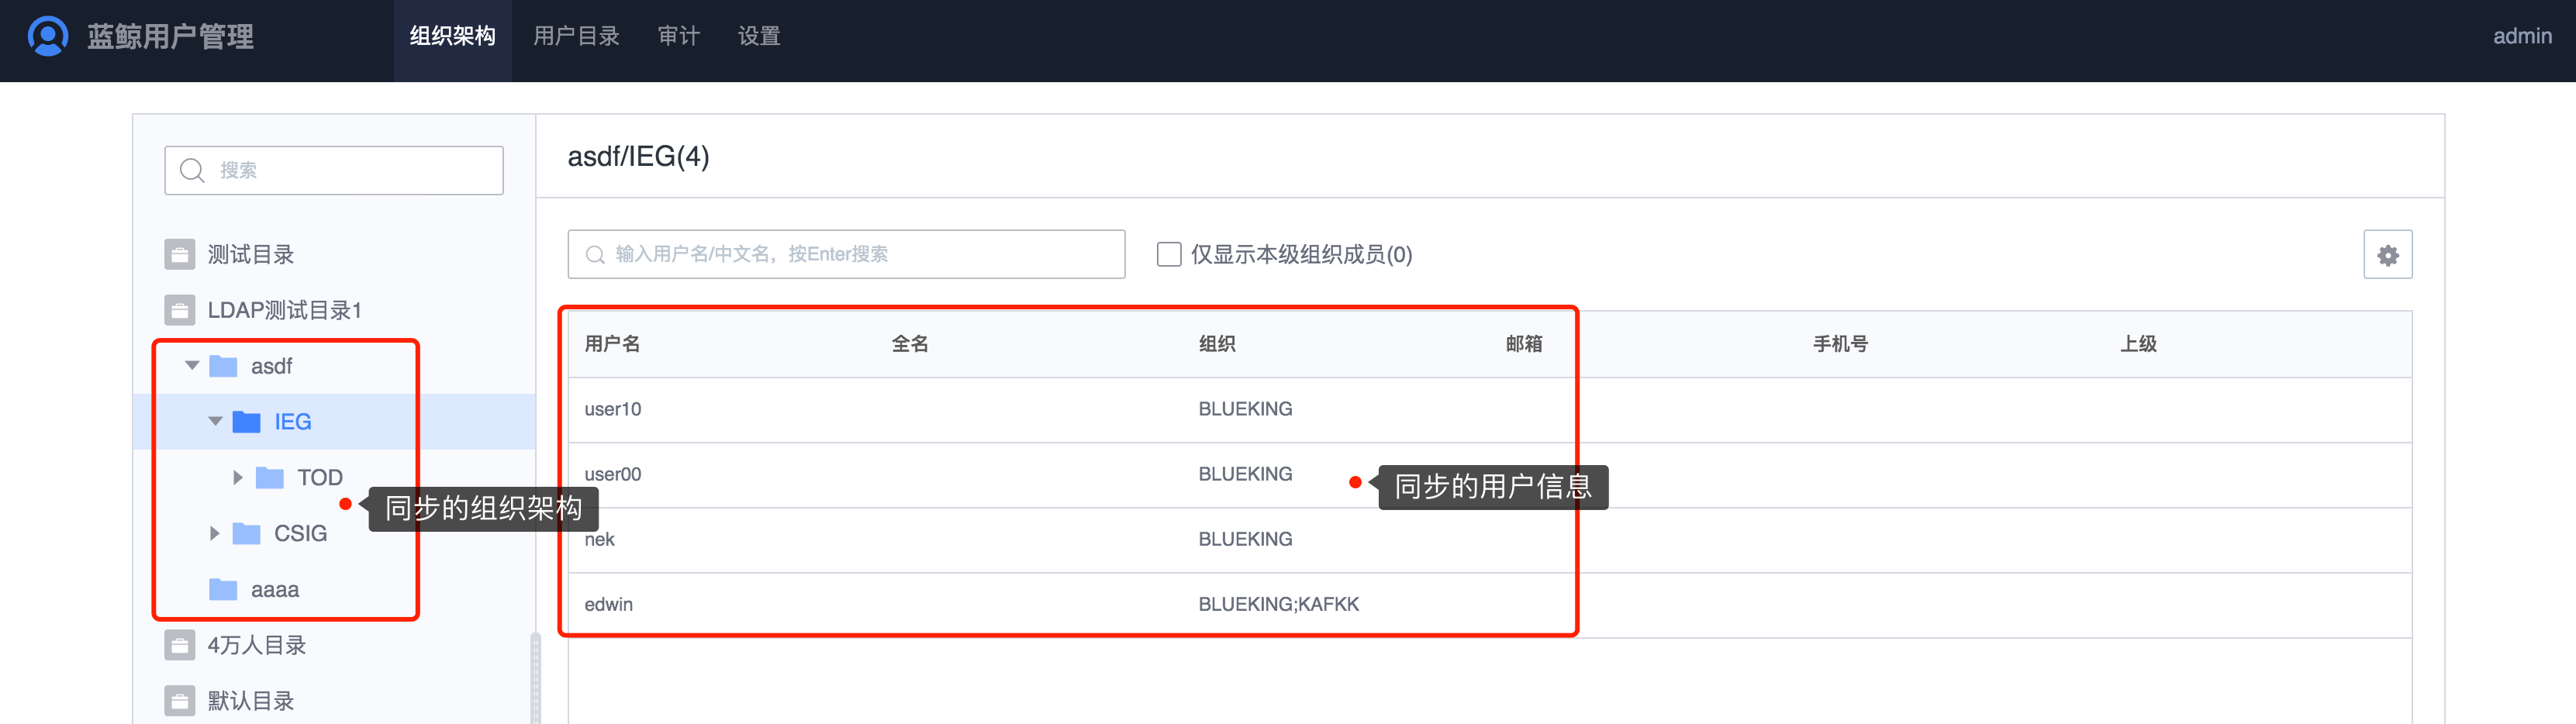 蓝鲸用户管理
组织架构 用户目录 审计 设置
admin
搜索
测试目录
LDAP测试目录1
asdf
IEG
TOD
CSIG
aaaa
4万人目录
默认目录
同步的组织架构
asdf/IEG(4)
输入用户名/中文名，按Enter搜索
仅显示本级组织成员(0)
用户名 全名 组织 邮箱 手机号 上级
user10 BLUEKING
user00 BLUEKING
同步的用户信息
nek BLUEKING
edwin BLUEKING;KAFKK